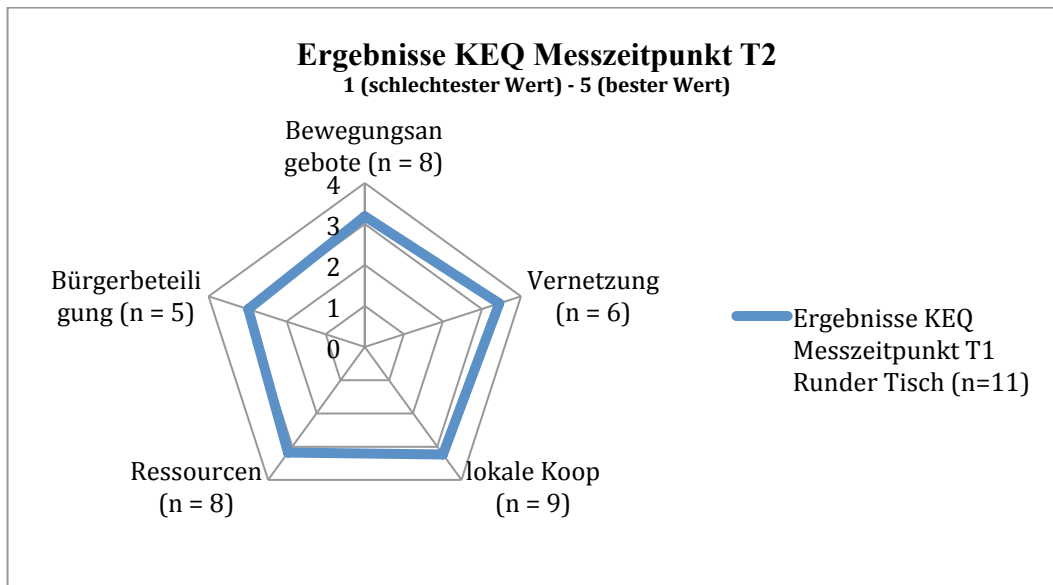 Ergebnisse KEQ Messzeitpunkt T2
1 (schlechtester Wert) - 5 (bester Wert)
Bewegungsan
gebote (n = 8)
4
3
2
1
0
Vernetzung
(n = 6)
lokale Koop
(n = 9)
Ressourcen
(n = 8)
Bürgerbeteili
gung (n = 5)
Ergebnisse KEQ
Messzeitpunkt T1
Runder Tisch (n=11)